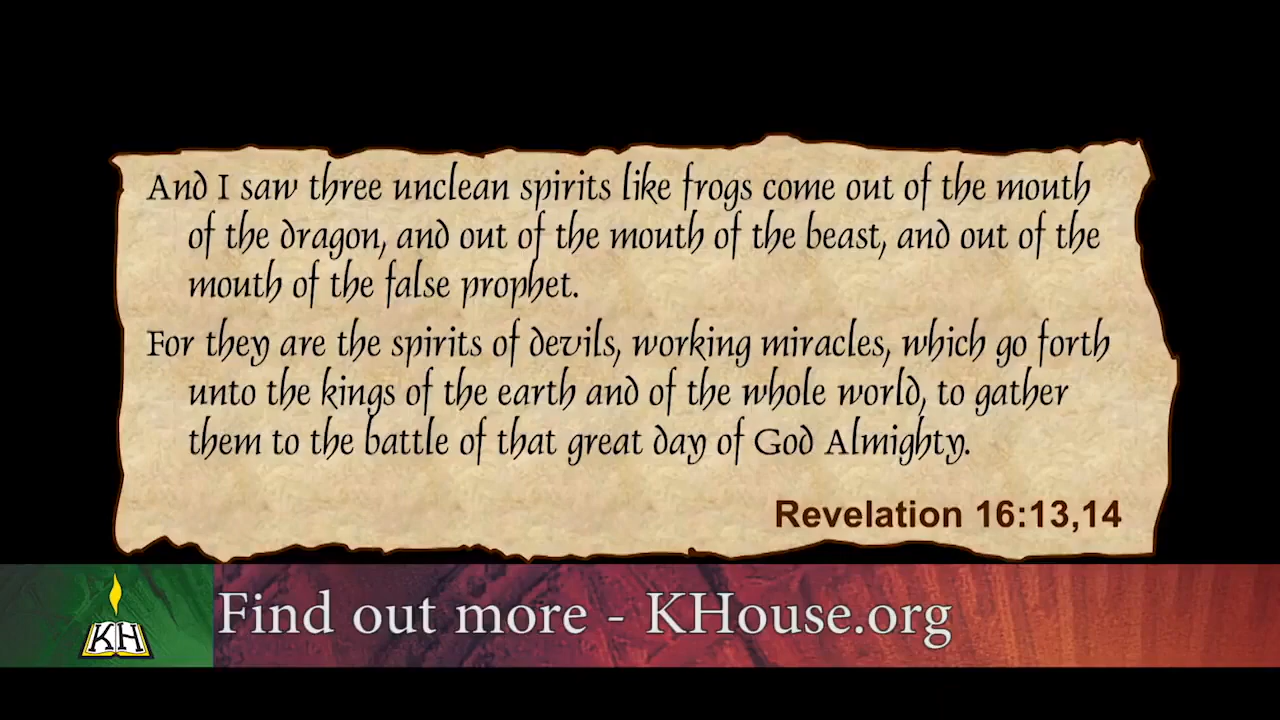 And I saw three unclean spirits like frogs come out of the mouth
of the dragon, and out of the mouth of the beast, and out of the
mouth of the false prophet.
For they are the spirits of devils, working miracles, which go forth
unto the kings of the earth and of the whole world, to gather
them to the battle of that great day of God Almighty.
Revelation 16:13,14
KH
Find out more - KHouse.org